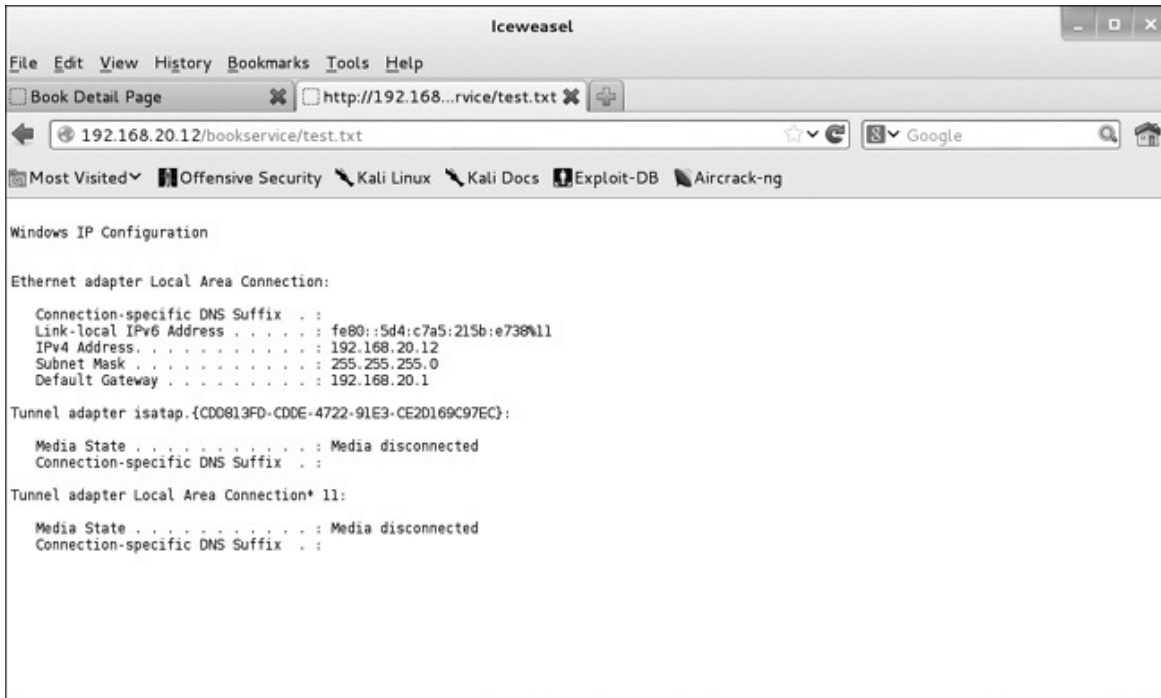 Iceweasel
File Edit View History Bookmarks Tools Help
Book Detail Page http://192.168...rvice/test.txt
192.168.20.12/bookservice/test.txt Google
Most Visited Offensive Security Kali Linux Kali Docs Exploit-DB Aircrack-ng
Windows IP Configuration
Ethernet adapter Local Area Connection:
Connection-specific DNS Suffix . :
Link-local IPv6 Address . . . . . : fe80::5d4:c7a5:215b:e738%11
IPv4 Address. . . . . . . . . . . : 192.168.20.12
Subnet Mask . . . . . . . . . . . : 255.255.255.0
Default Gateway . . . . . . . . . : 192.168.20.1
Tunnel adapter isatap.{CDD813FD-CDDE-4722-91E3-CE2D169C97EC}:
Media State . . . . . . . . . . . : Media disconnected
Connection-specific DNS Suffix . :
Tunnel adapter Local Area Connection* 11:
Media State . . . . . . . . . . . : Media disconnected
Connection-specific DNS Suffix . :